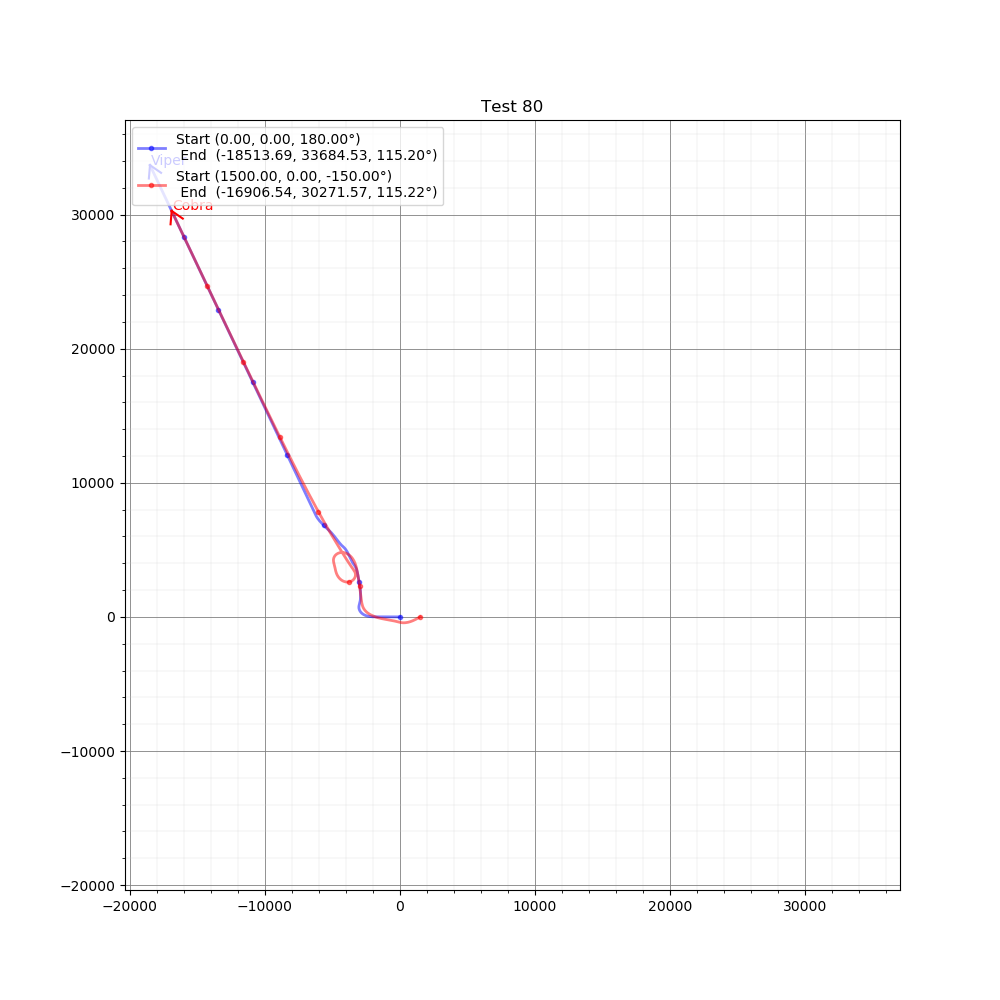 Test 80
Start (0.00, 0.00, 180.00°)
End (-18513.69, 33684.53, 115.20°)
Viper
Start (1500.00, 0.00, -150.00°)
End (-16906.54, 30271.57, 115.22°)
Cobra
30000
20000
10000
0
−10000
−20000
−20000 −10000 0 10000 20000 30000